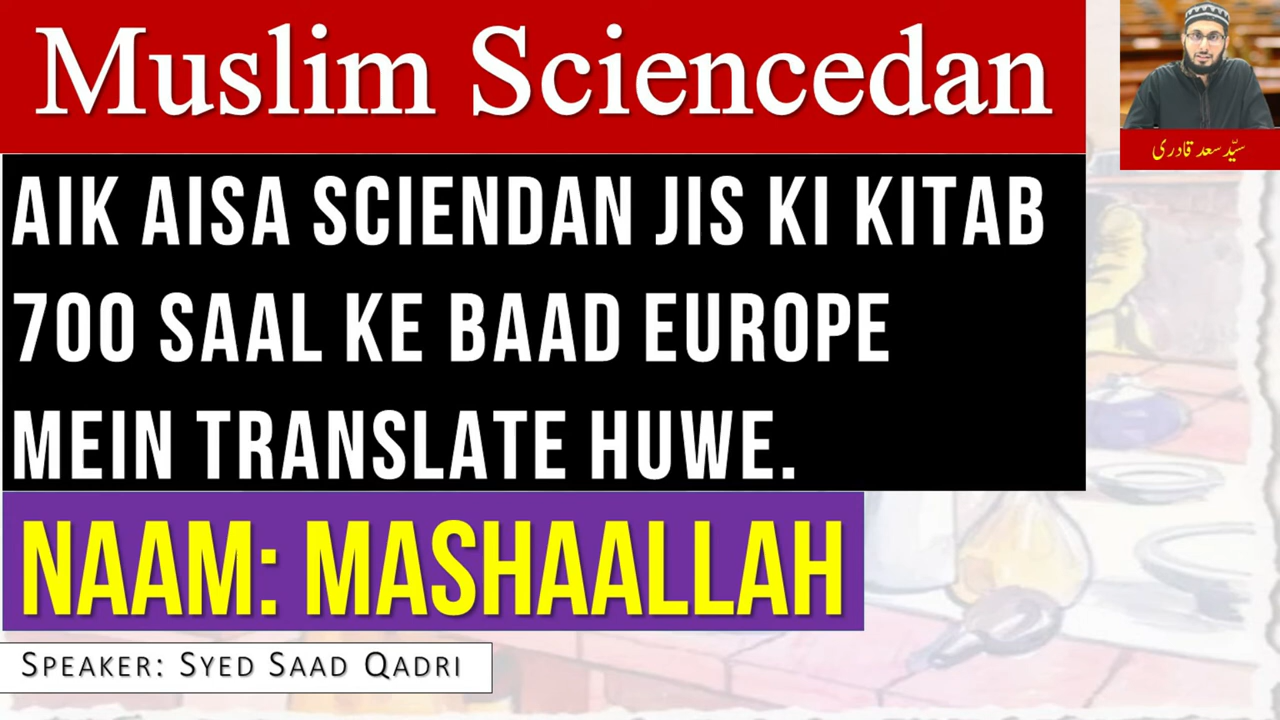 Muslim Sciencedan
سیّد سعد قادری
AIK AISA SCIENDAN JIS KI KITAB
700 SAAL KE BAAD EUROPE
MEIN TRANSLATE HUWE.
NAAM: MASHAALLAH
SPEAKER: SYED SAAD QADRI